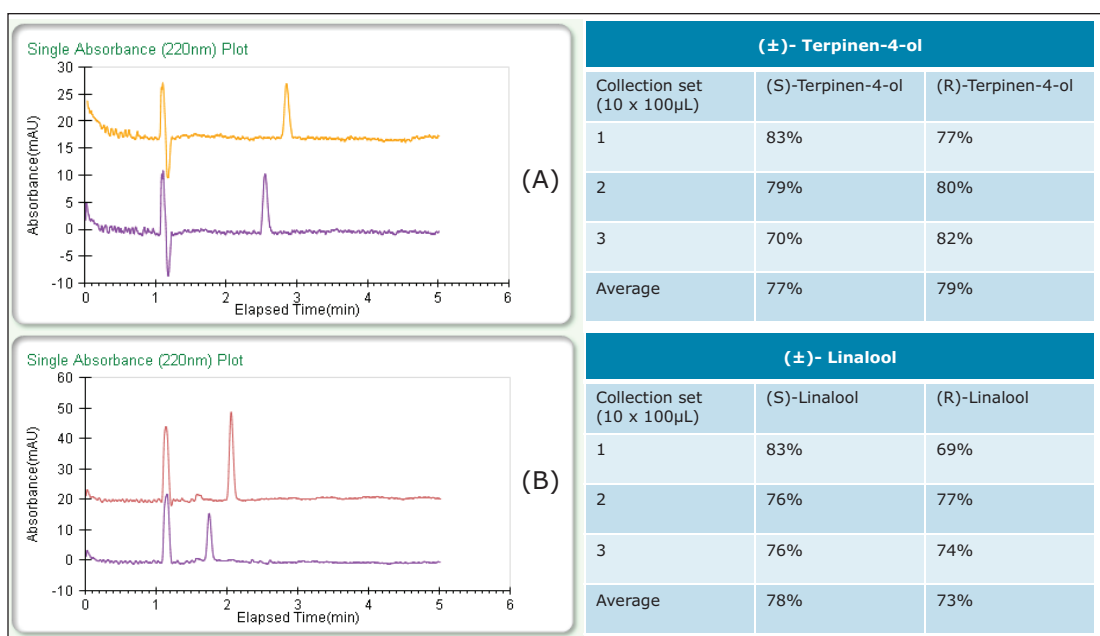 Single Absorbance (220nm) Plot
Absorbance(mAU)
30
25
20
15
10
5
0
-5
-10
0 1 2 3 4 5 6
Elapsed Time(min)
(A)
(±)- Terpinen-4-ol
Collection set (S)-Terpinen-4-ol (R)-Terpinen-4-ol
(10 x 100µL)
1 83% 77%
2 79% 80%
3 70% 82%
Average 77% 79%
Single Absorbance (220nm) Plot
Absorbance(mAU)
60
50
40
30
20
10
0
-10
0 1 2 3 4 5 6
Elapsed Time(min)
(B)
(±)- Linalool
Collection set (S)-Linalool (R)-Linalool
(10 x 100µL)
1 83% 69%
2 76% 77%
3 76% 74%
Average 78% 73%